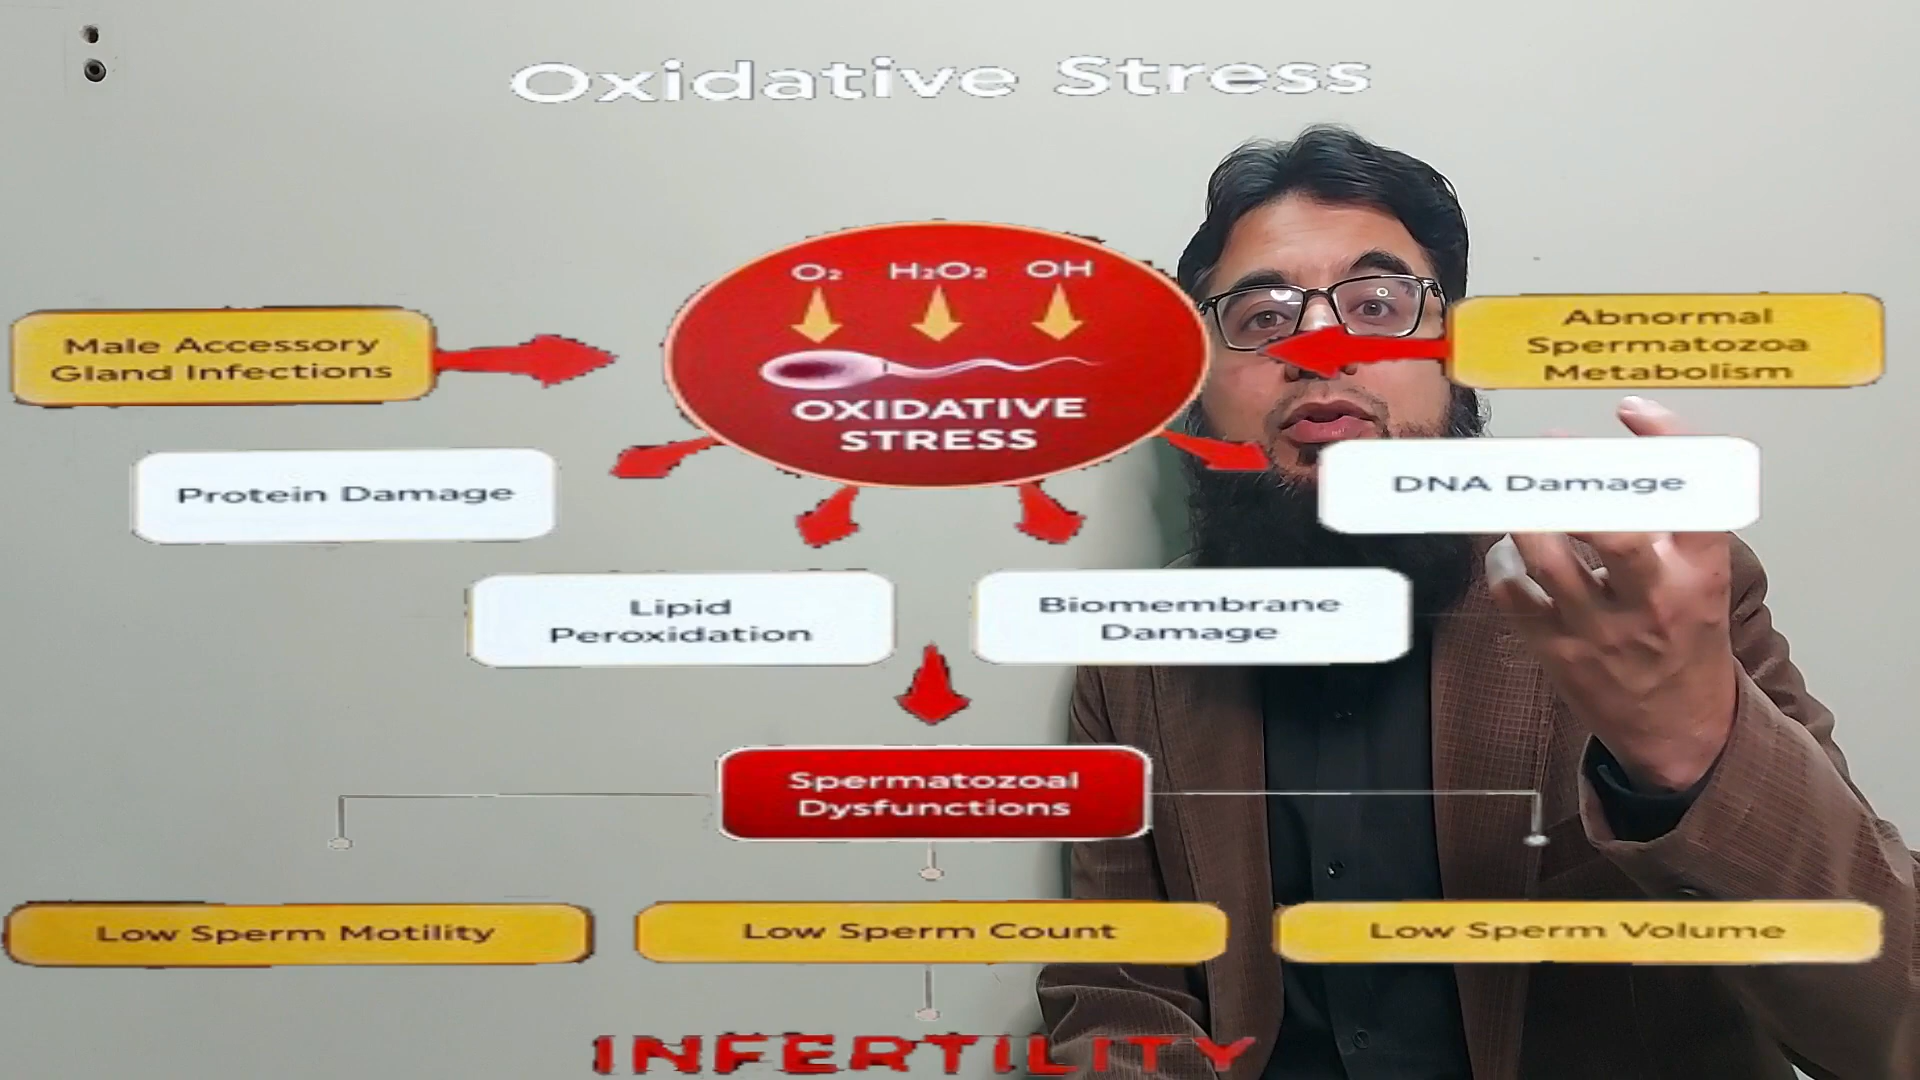 Oxidative Stress
O₂ H₂O₂ OH
OXIDATIVE
STRESS
Male Accessory
Gland Infections
Abnormal
Spermatozoa
Metabolism
Protein Damage
DNA Damage
Lipid
Peroxidation
Biomembrane
Damage
Spermatozoal
Dysfunctions
Low Sperm Motility
Low Sperm Count
Low Sperm Volume
INFERTILITY